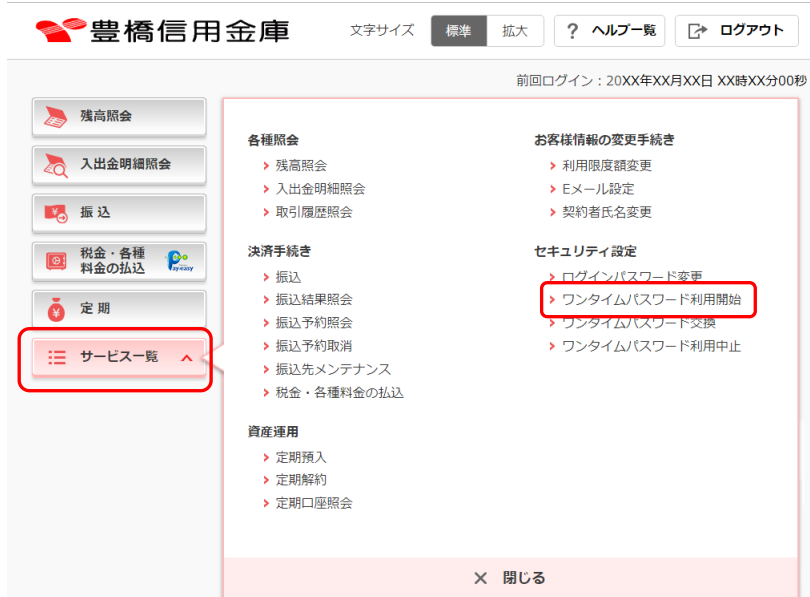 豊橋信用金庫
文字サイズ 標準 拡大 ? ヘルプ一覧 ログアウト
前回ログイン：20XX年XX月XX日 XX時XX分00秒
残高照会
入出金明細照会
振込
税金・各種
料金の払込
Pay-easy
定期
サービス一覧
各種照会
残高照会
入出金明細照会
取引履歴照会
決済手続き
振込
振込結果照会
振込予約照会
振込予約取消
振込先メンテナンス
税金・各種料金の払込
資産運用
定期預入
定期解約
定期口座照会
お客様情報の変更手続き
利用限度額変更
Eメール設定
契約者氏名変更
セキュリティ設定
ログインパスワード変更
ワンタイムパスワード利用開始
ワンタイムパスワード交換
ワンタイムパスワード利用中止
× 閉じる